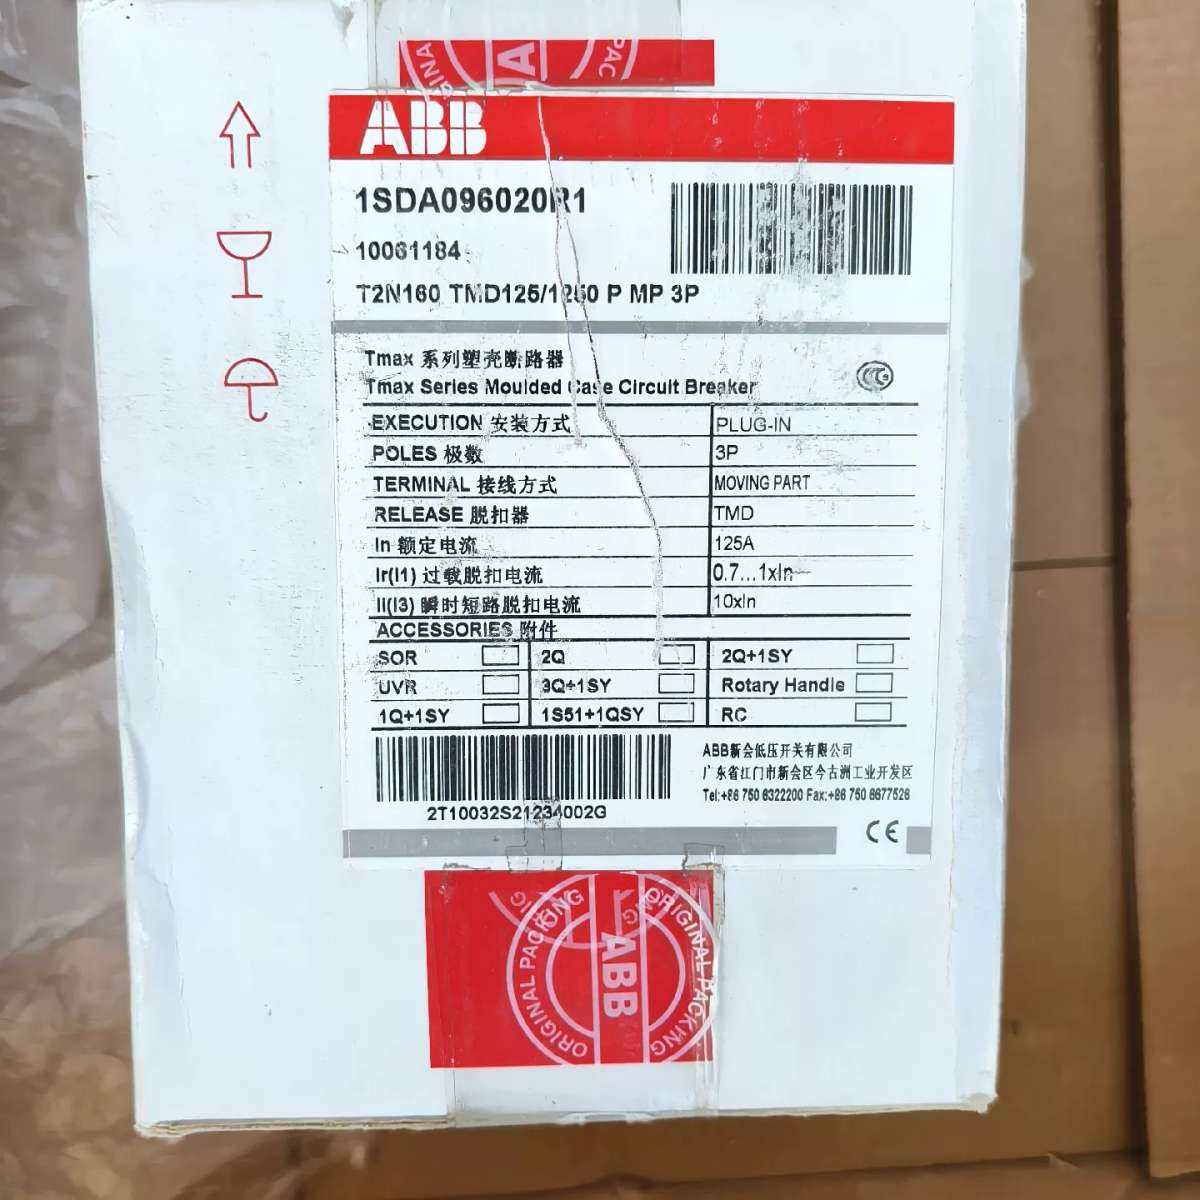 CHINA
A
PAC
ABB
1SDA096020R1
10061184
T2N160 TMD125/1250 P MP 3P
Tmax 系列塑壳断路器
Tmax Series Moulded Case Circuit Breaker
EXECUTION 安装方式 PLUG-IN
POLES 极数 3P
TERMINAL 接线方式 MOVING PART
RELEASE 脱扣器 TMD
In 额定电流 125A
Ir(I1) 过载脱扣电流 0.7...1xIn
Ii(I3) 瞬时短路脱扣电流 10xIn
ACCESSORIES 附件
SOR 2Q 2Q+1SY
UVR 3Q+1SY Rotary Handle
1Q+1SY 1S51+1QSY RC
ABB新会低压开关有限公司
广东省江门市新会区今古洲工业开发区
Tel:+86 750 6322200 Fax:+86 750 6677526
2T10032S21234002G
CE
ORIGINAL PACKING
ABB
ORIGINAL PACKING